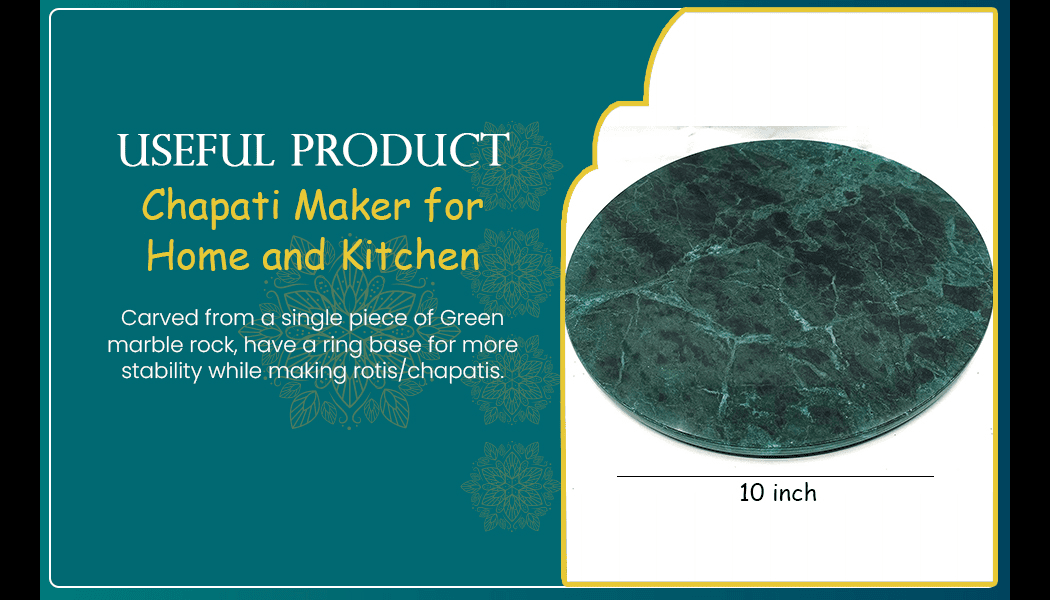 USEFUL PRODUCT
Chapati Maker for
Home and Kitchen
Carved from a single piece of Green
marble rock, have a ring base for more
stability while making rotis/chapatis.
10 inch